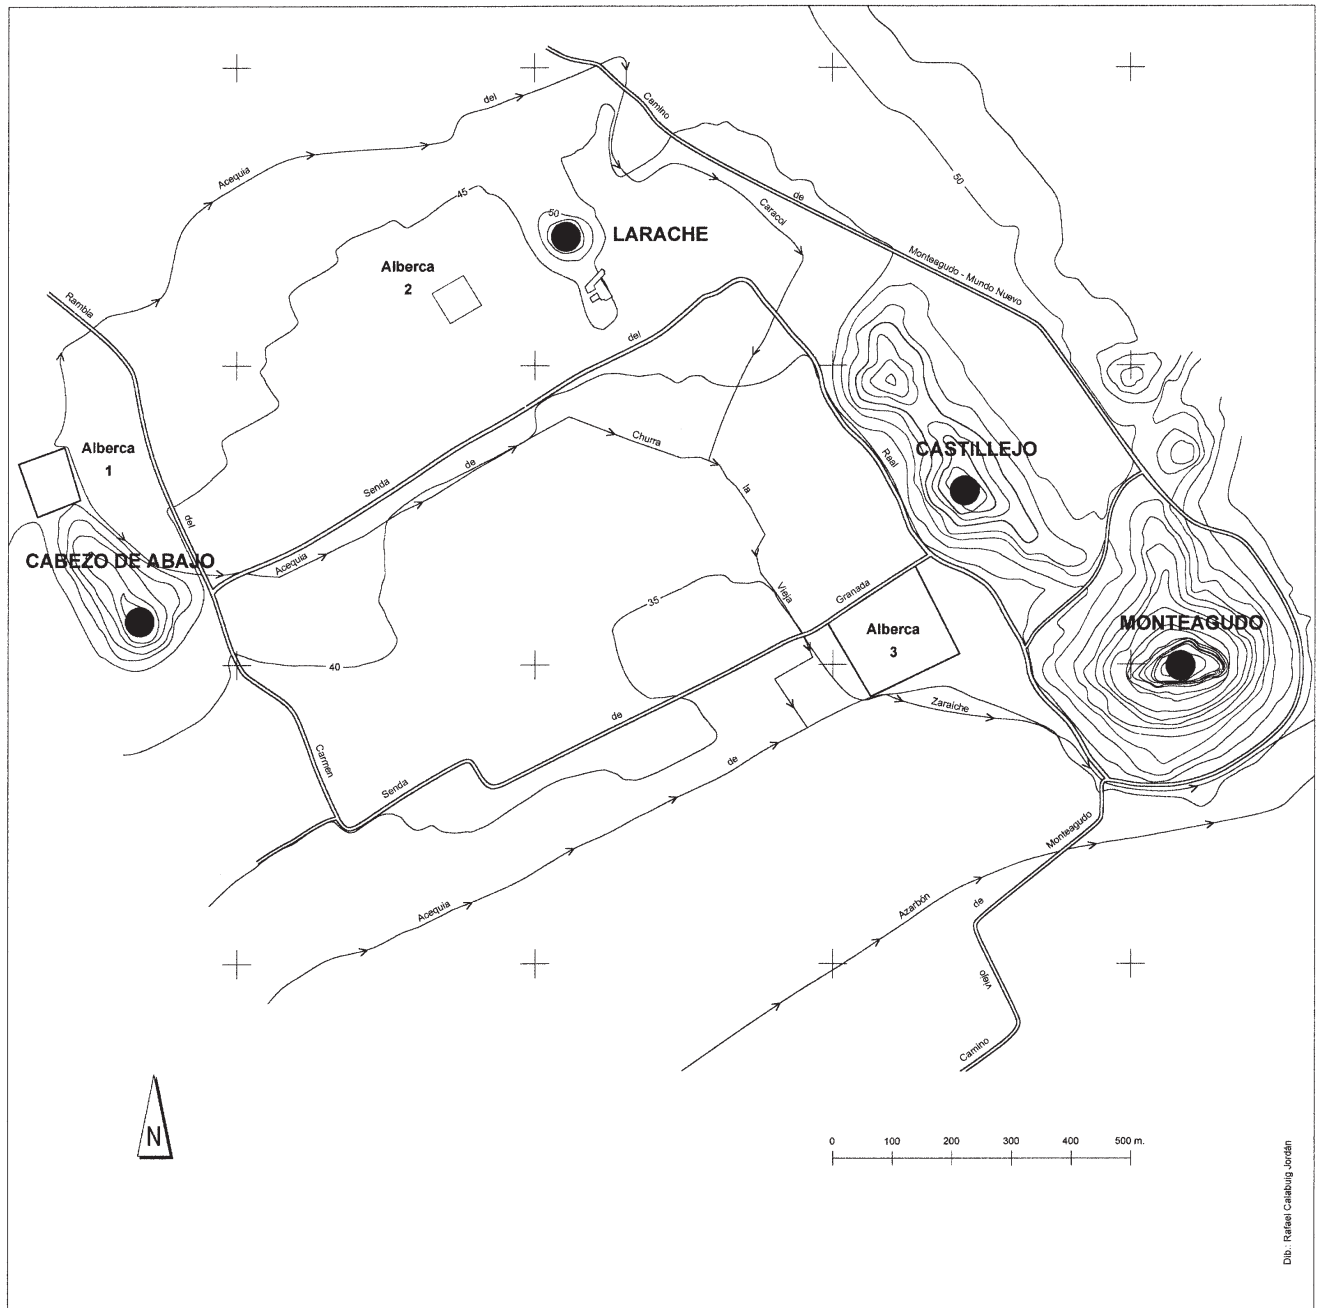 Camino
de
Monteagudo - Mundo Nuevo
Acequia
del
Caracol
50
45
50
LARACHE
Alberca
2
Rambla
del
Carmen
Alberca
1
CABEZO DE ABAJO
Senda
del
Raal
CASTILLEJO
Acequia
de
Churra
la
Vieja
35
40
MONTEAGUDO
Alberca
3
Senda
de
Granada
Acequia
de
Zaraiche
Azarbón
Monteagudo
de
viejo
Camino
N
0 100 200 300 400 500 m.
Dib.: Rafael Calabuig Jordán